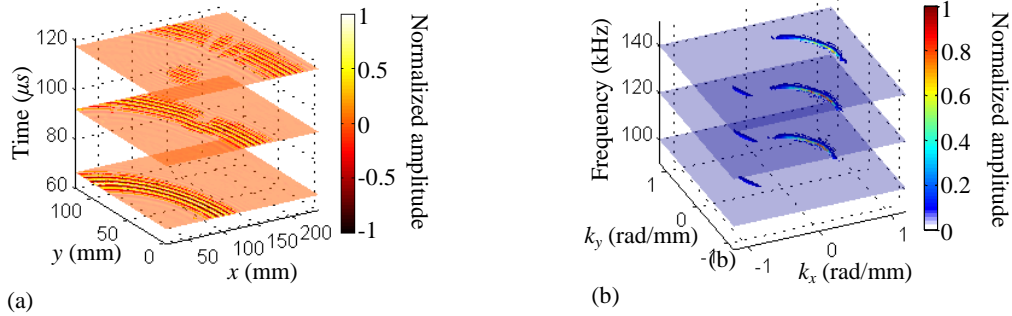 120
100
80
60
Time (μs)
100
50
0
y (mm)
50
100
150
200
x (mm)
1
0.5
0
-0.5
-1
Normalized amplitude
(a)
140
120
100
Frequency (kHz)
1
0
-1
k_y (rad/mm)
(b)
-1
0
1
k_x (rad/mm)
1
0.8
0.6
0.4
0.2
0
Normalized amplitude
(b)